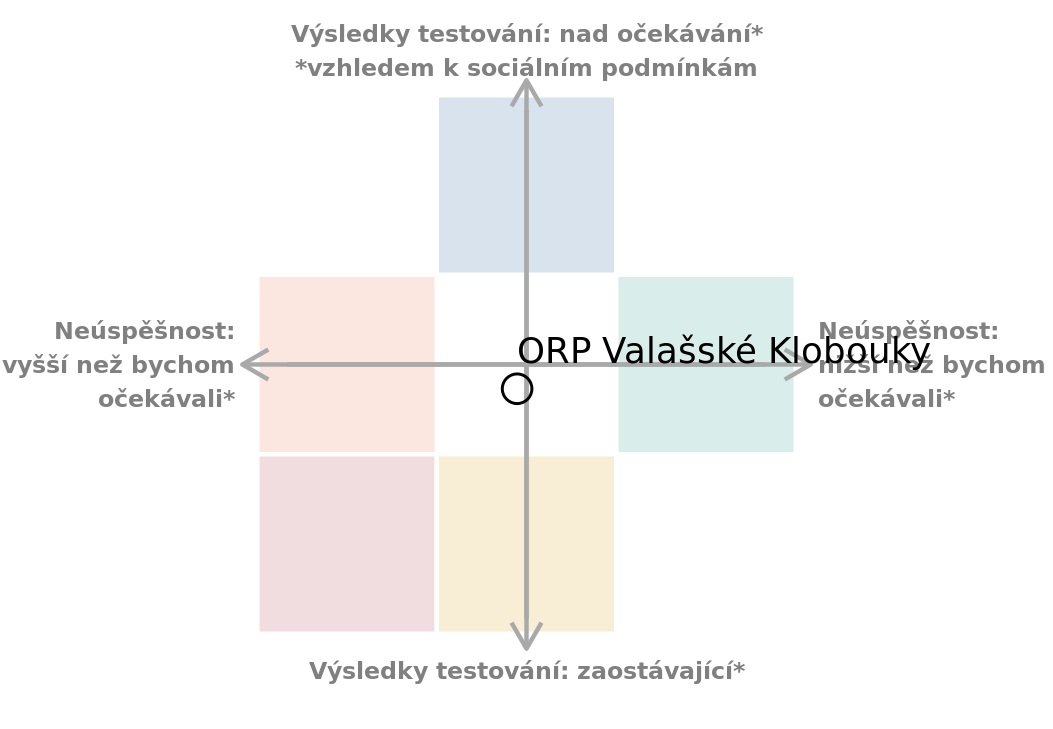 Výsledky testování: nad očekávání*
*vzhledem k sociálním podmínkám
Neúspěšnost:
vyšší než bychom
očekávali*
ORP Valašské Klobouky
Neúspěšnost:
nižší než bychom
očekávali*
Výsledky testování: zaostávající*